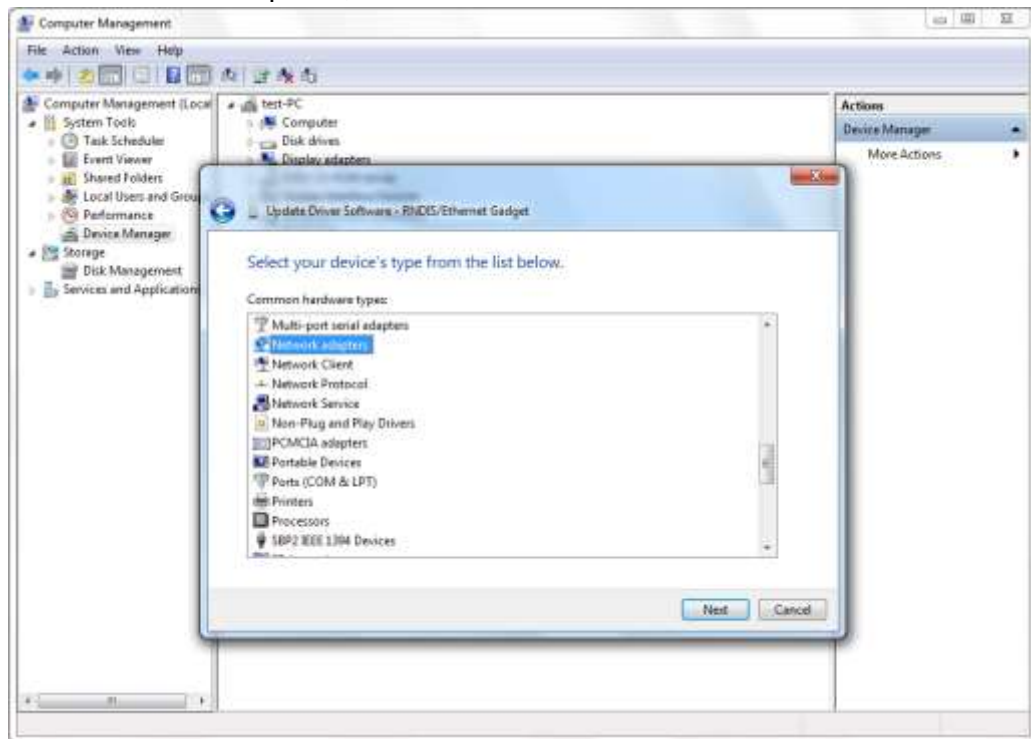 Computer Management
File Action View Help
Computer Management (Local
System Tools
Task Scheduler
Event Viewer
Shared Folders
Local Users and Grou
Performance
Device Manager
Storage
Disk Management
Services and Application
test-PC
Computer
Disk drives
Display adapters
Actions
Device Manager
More Actions
Update Driver Software - RNDIS/Ethernet Gadget
Select your device's type from the list below.
Common hardware types:
Multi-port serial adapters
Network adapters
Network Client
Network Protocol
Network Service
Non-Plug and Play Drivers
PCMCIA adapters
Portable Devices
Ports (COM & LPT)
Printers
Processors
SBP2 IEEE 1394 Devices
Next Cancel